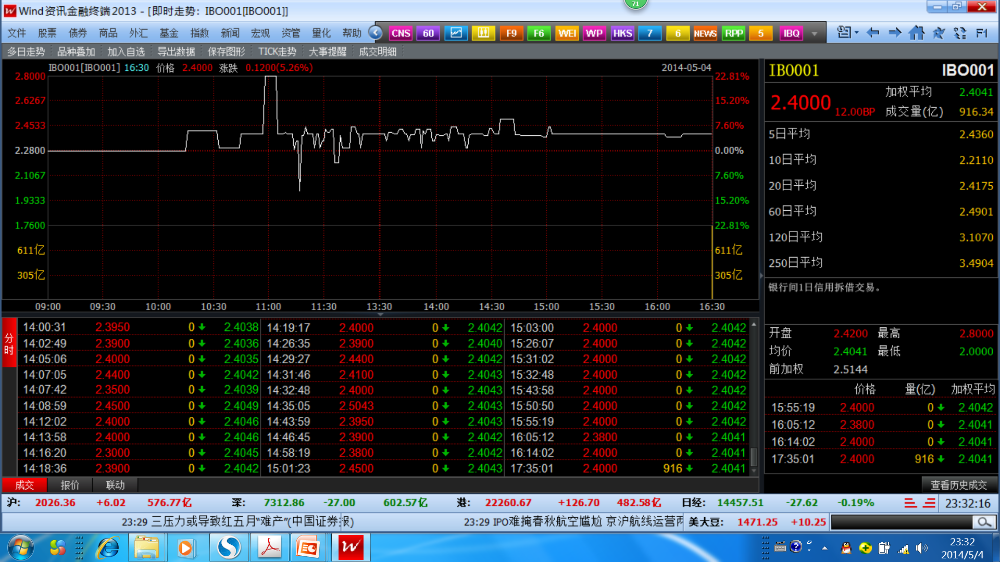 71
Wind资讯金融终端2013 - [即时走势：IBO001[IBO001]]
文件 股票 债券 商品 外汇 基金 指数 新闻 宏观 资管 量化 帮助 CNS 60 F9 F6 WEI WP HKS 7 6 NEWS RPP 5 IBQ F1
多日走势 品种叠加 加入自选 导出数据 保存图形 TICK走势 大事提醒 成交明细
IBO001[IBO001] 16:30 价格 2.4000 涨跌 0.1200(5.26%) 2014-05-04
2.8000 22.81%
2.6267 15.20%
2.4533 7.60%
2.2800 0.00%
2.1067 7.60%
1.9333 15.20%
1.7600 22.81%
611亿 611亿
305亿 305亿
09:00 09:30 10:00 10:30 11:00 11:30 13:30 14:00 14:30 15:00 15:30 16:00 16:30
IBO001 IBO001
2.4000 12.00BP
加权平均 2.4041
成交量(亿) 916.34
5日平均 2.4360
10日平均 2.2110
20日平均 2.4175
60日平均 2.4901
120日平均 3.1070
250日平均 3.4904
银行间1日信用拆借交易。
开盘 2.4200 最高 2.8000
均价 2.4041 最低 2.0000
前加权 2.5144
价格 量(亿) 加权平均
15:55:19 2.4000 0 2.4042
16:05:12 2.3800 0 2.4041
16:14:02 2.4000 0 2.4041
17:35:01 2.4000 916 2.4041
查看历史成交
分时
14:00:31 2.3950 0 2.4038 14:19:17 2.4000 0 2.4042 15:03:00 2.4000 0 2.4042
14:02:49 2.3900 0 2.4036 14:26:35 2.3900 0 2.4040 15:26:07 2.4000 0 2.4042
14:05:06 2.4000 0 2.4035 14:29:27 2.4400 0 2.4042 15:31:02 2.4000 0 2.4042
14:07:05 2.4400 0 2.4042 14:31:46 2.4100 0 2.4043 15:32:48 2.4000 0 2.4042
14:07:42 2.3500 0 2.4039 14:32:48 2.4000 0 2.4043 15:43:58 2.4000 0 2.4042
14:08:59 2.4500 0 2.4049 14:35:05 2.5043 0 2.4043 15:50:50 2.4000 0 2.4042
14:12:02 2.4000 0 2.4046 14:43:59 2.3950 0 2.4043 15:55:19 2.4000 0 2.4042
14:13:58 2.4000 0 2.4046 14:46:45 2.3900 0 2.4042 16:05:12 2.3800 0 2.4041
14:16:20 2.3000 0 2.4045 14:58:19 2.3800 0 2.4042 16:14:02 2.4000 0 2.4041
14:18:36 2.3900 0 2.4042 15:01:23 2.4500 0 2.4043 17:35:01 2.4000 916 2.4041
成交 报价 联动
沪: 2026.36 +6.02 576.77亿 深: 7312.86 -27.00 602.57亿 港: 22260.67 +126.70 482.58亿 日经: 14457.51 -27.62 -0.19% 23:32:16
23:29 三压力或导致红五月"难产"(中国证券报) 23:29 IPO难掩春秋航空尴尬 京沪航线运营 美大豆: 1471.25 +10.25
23:32
2014/5/4